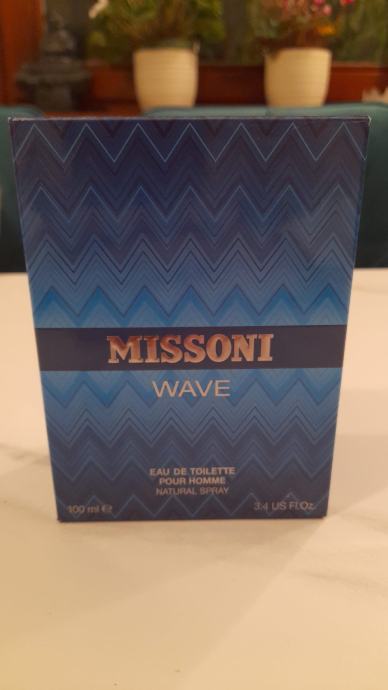 MISSONI
WAVE
EAU DE TOILETTE
POUR HOMME
NATURAL SPRAY
100 ml ℮
3.4 US Fl.Oz.